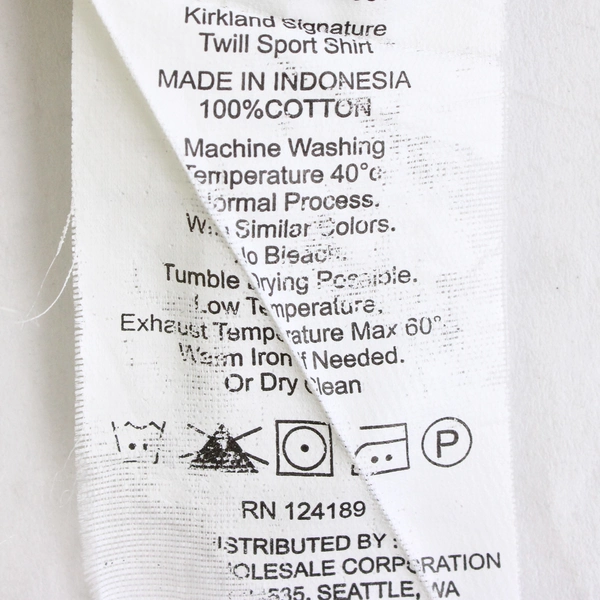 Kirkland Signature
Twill Sport Shirt
MADE IN INDONESIA
100%COTTON
Machine Washing
Temperature 40°c
Normal Process.
With Similar Colors.
No Bleach.
Tumble Drying Possible.
Low Temperature,
Exhaust Temperature Max 60°
Warm Iron if Needed.
Or Dry Clean
P
RN 124189
DISTRIBUTED BY :
WHOLESALE CORPORATION
535, SEATTLE, WA